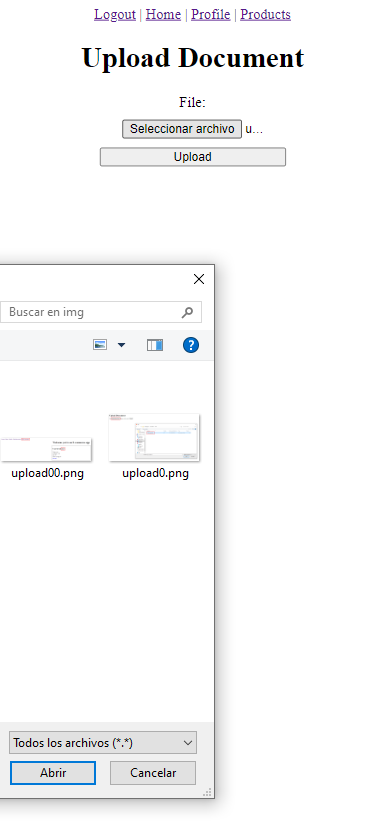 Logout | Home | Profile | Products
Upload Document
File:
Seleccionar archivo u...
Upload
Buscar en img
upload00.png
upload0.png
Todos los archivos (*.*)
Abrir
Cancelar